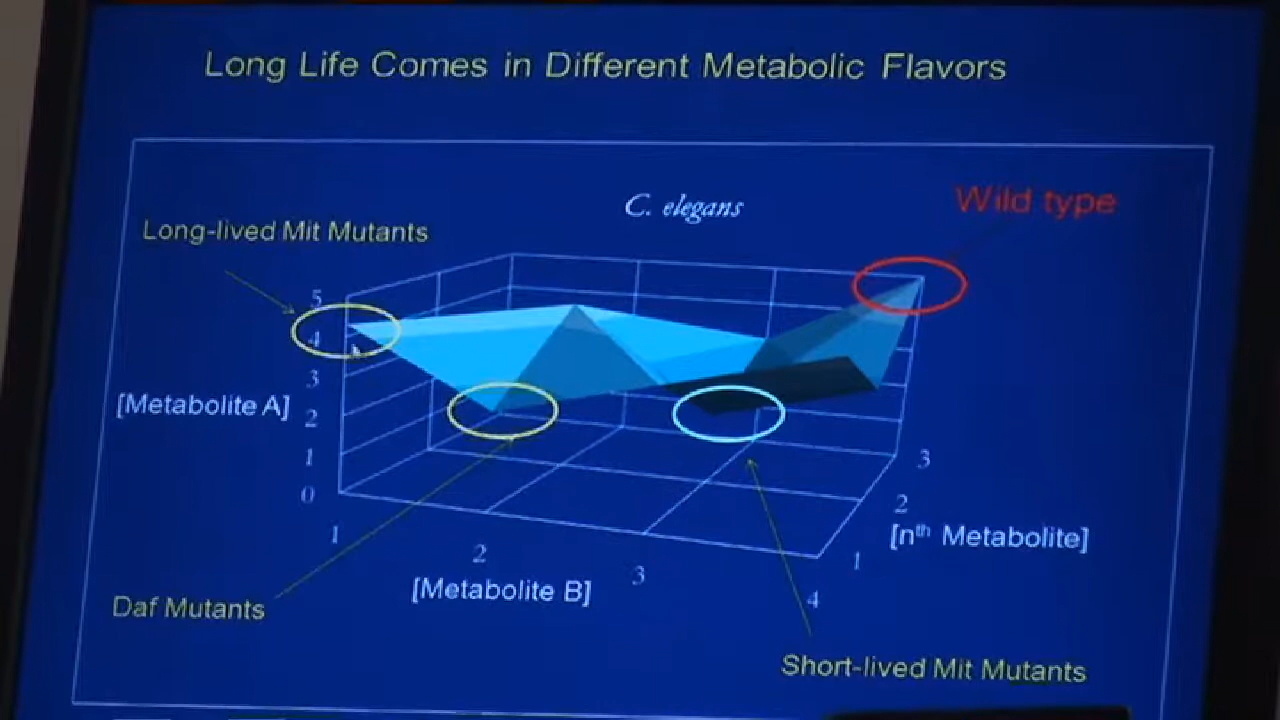 Long Life Comes in Different Metabolic Flavors
C. elegans
Wild type
Long-lived Mit Mutants
5
4
3
2
1
0
[Metabolite A]
1
2
3
4
[Metabolite B]
3
2
1
[nth Metabolite]
Daf Mutants
Short-lived Mit Mutants